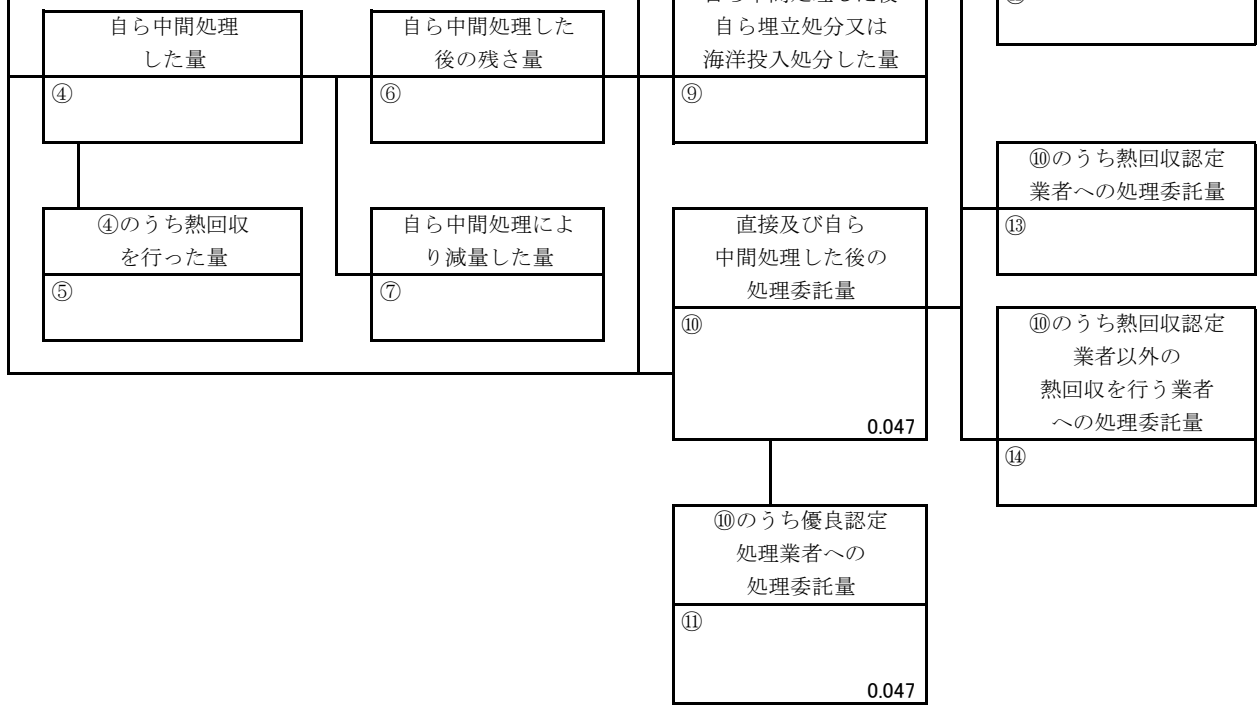 自ら中間処理
した量
④
自ら中間処理した
後の残さ量
⑥
自ら埋立処分又は
海洋投入処分した量
⑨
⑩のうち熱回収認定
業者への処理委託量
⑬
④のうち熱回収
を行った量
⑤
自ら中間処理によ
り減量した量
⑦
直接及び自ら
中間処理した後の
処理委託量
⑩
0.047
⑩のうち熱回収認定
業者以外の
熱回収を行う業者
への処理委託量
⑭
⑩のうち優良認定
処理業者への
処理委託量
⑪
0.047